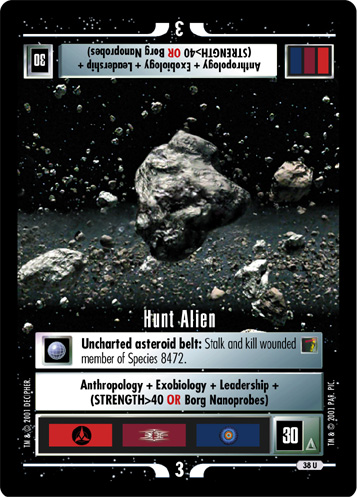 3
Anthropology + Exobiology + Leadership +
(STRENGTH>40 OR Borg Nanoprobes)
30
Hunt Alien
Uncharted asteroid belt: Stalk and kill wounded
member of Species 8472.
Anthropology + Exobiology + Leadership +
(STRENGTH>40 OR Borg Nanoprobes)
30
TM & © 2001 DECIPHER.
TM & © 2001 PAR. PIC.
3
38 U